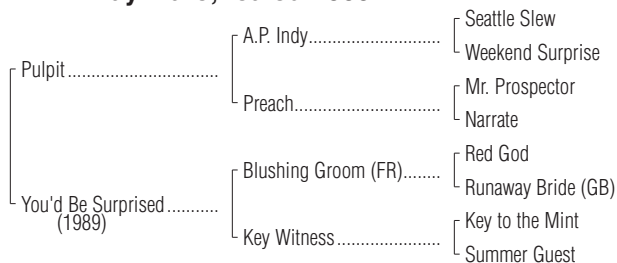 Seattle Slew
A.P. Indy
Weekend Surprise
Pulpit
Mr. Prospector
Preach
Narrate
Red God
Blushing Groom (FR)
Runaway Bride (GB)
You'd Be Surprised
(1989)
Key to the Mint
Key Witness
Summer Guest